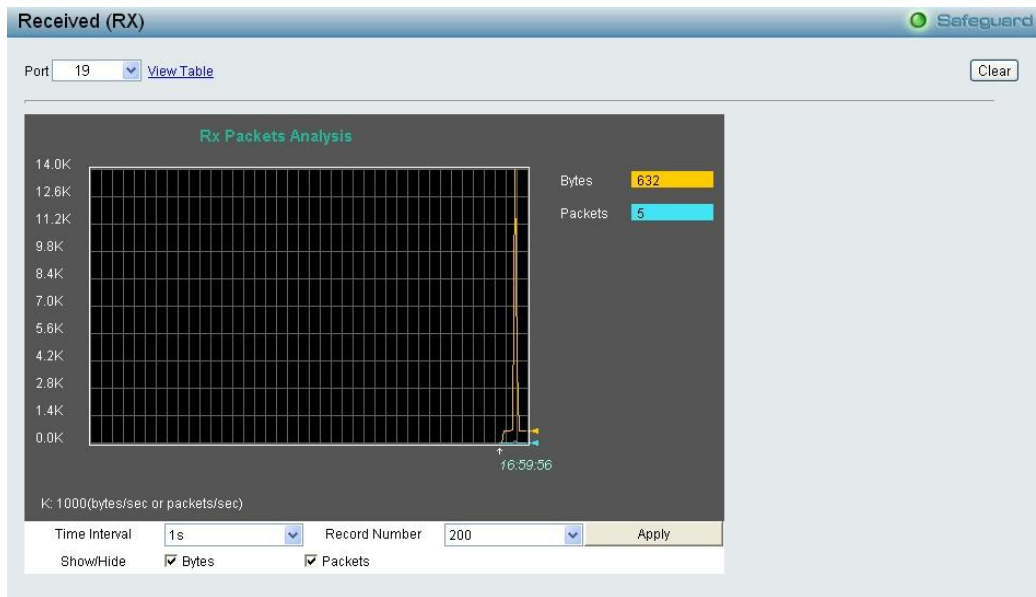 Received (RX)
Safeguard
Port 19 View Table
Clear
Rx Packets Analysis
14.0K
12.6K
11.2K
9.8K
8.4K
7.0K
5.6K
4.2K
2.8K
1.4K
0.0K
Bytes 632
Packets 5
16:59:56
K: 1000(bytes/sec or packets/sec)
Time Interval 1s Record Number 200 Apply
Show/Hide Bytes Packets